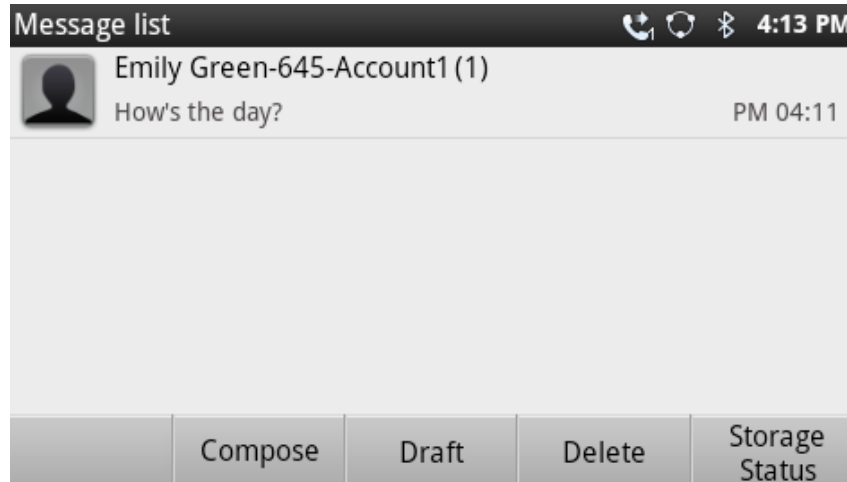 Message list 1 4:13 PM
Emily Green-645-Account1 (1)
How's the day? PM 04:11
Compose Draft Delete Storage
Status